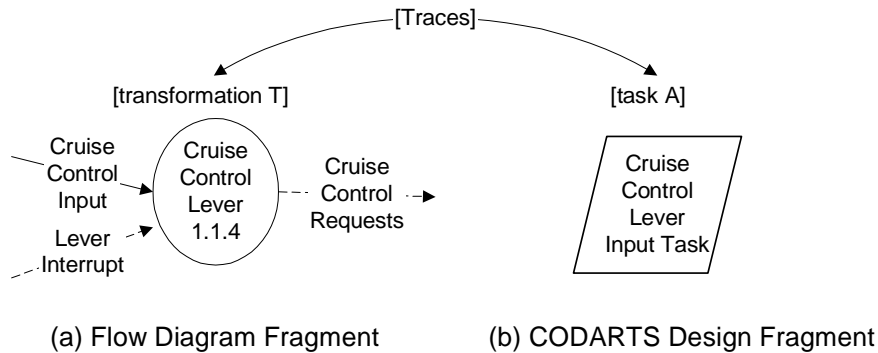 [Traces]
[transformation T]
[task A]
Cruise
Control
Input
Cruise
Control
Lever
1.1.4
Cruise
Control
Requests
Lever
Interrupt
Cruise
Control
Lever
Input Task
(a) Flow Diagram Fragment
(b) CODARTS Design Fragment